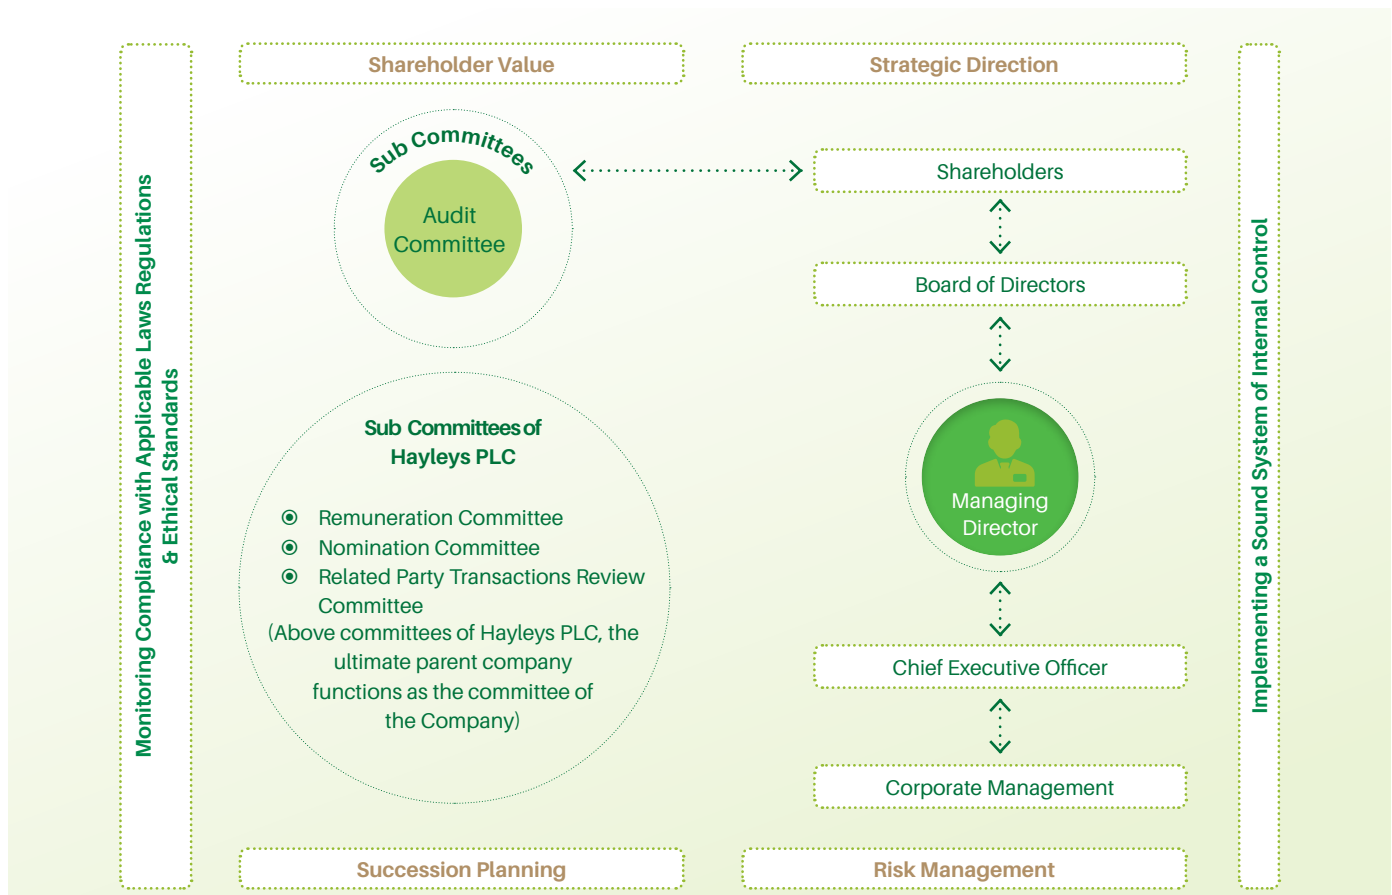 Shareholder Value
Strategic Direction
Monitoring Compliance with Applicable Laws Regulations
& Ethical Standards
Sub Committees
Audit
Committee
Sub Committees of
Hayleys PLC
Remuneration Committee
Nomination Committee
Related Party Transactions Review
Committee
(Above committees of Hayleys PLC, the
ultimate parent company
functions as the committee of
the Company)
Shareholders
Board of Directors
Managing
Director
Chief Executive Officer
Corporate Management
Implementing a Sound System of Internal Control
Succession Planning
Risk Management